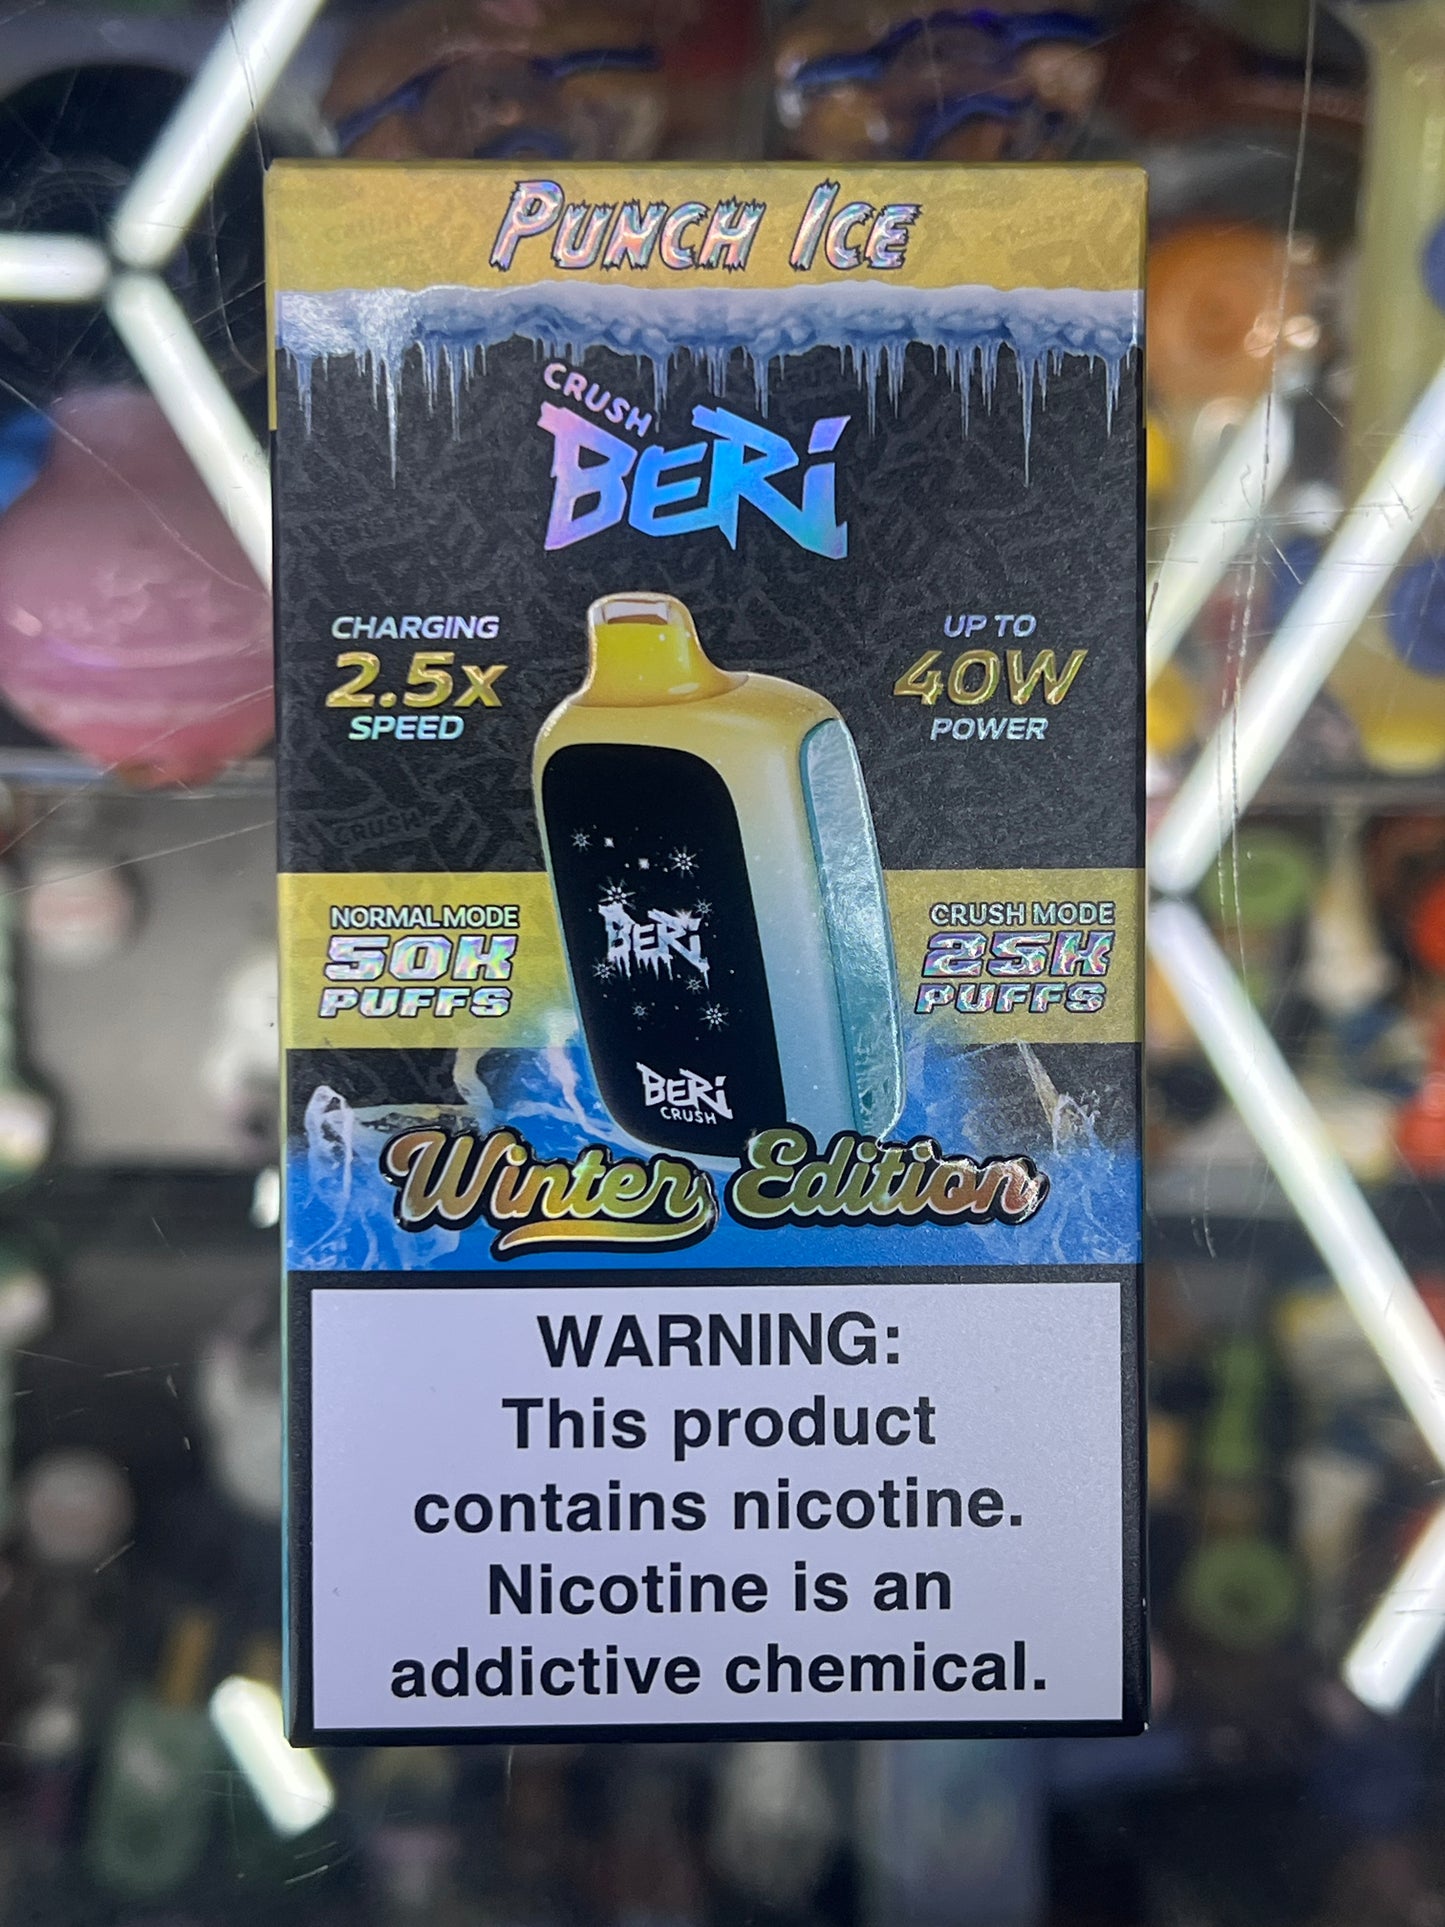 PUNCH ICE
CRUSH
BERi
CHARGING
2.5x
SPEED
UP TO
40W
POWER
NORMAL MODE
50K
PUFFS
CRUSH MODE
25K
PUFFS
BERi
BERi
CRUSH
CRUSH
Winter Edition
WARNING:
This product
contains nicotine.
Nicotine is an
addictive chemical.